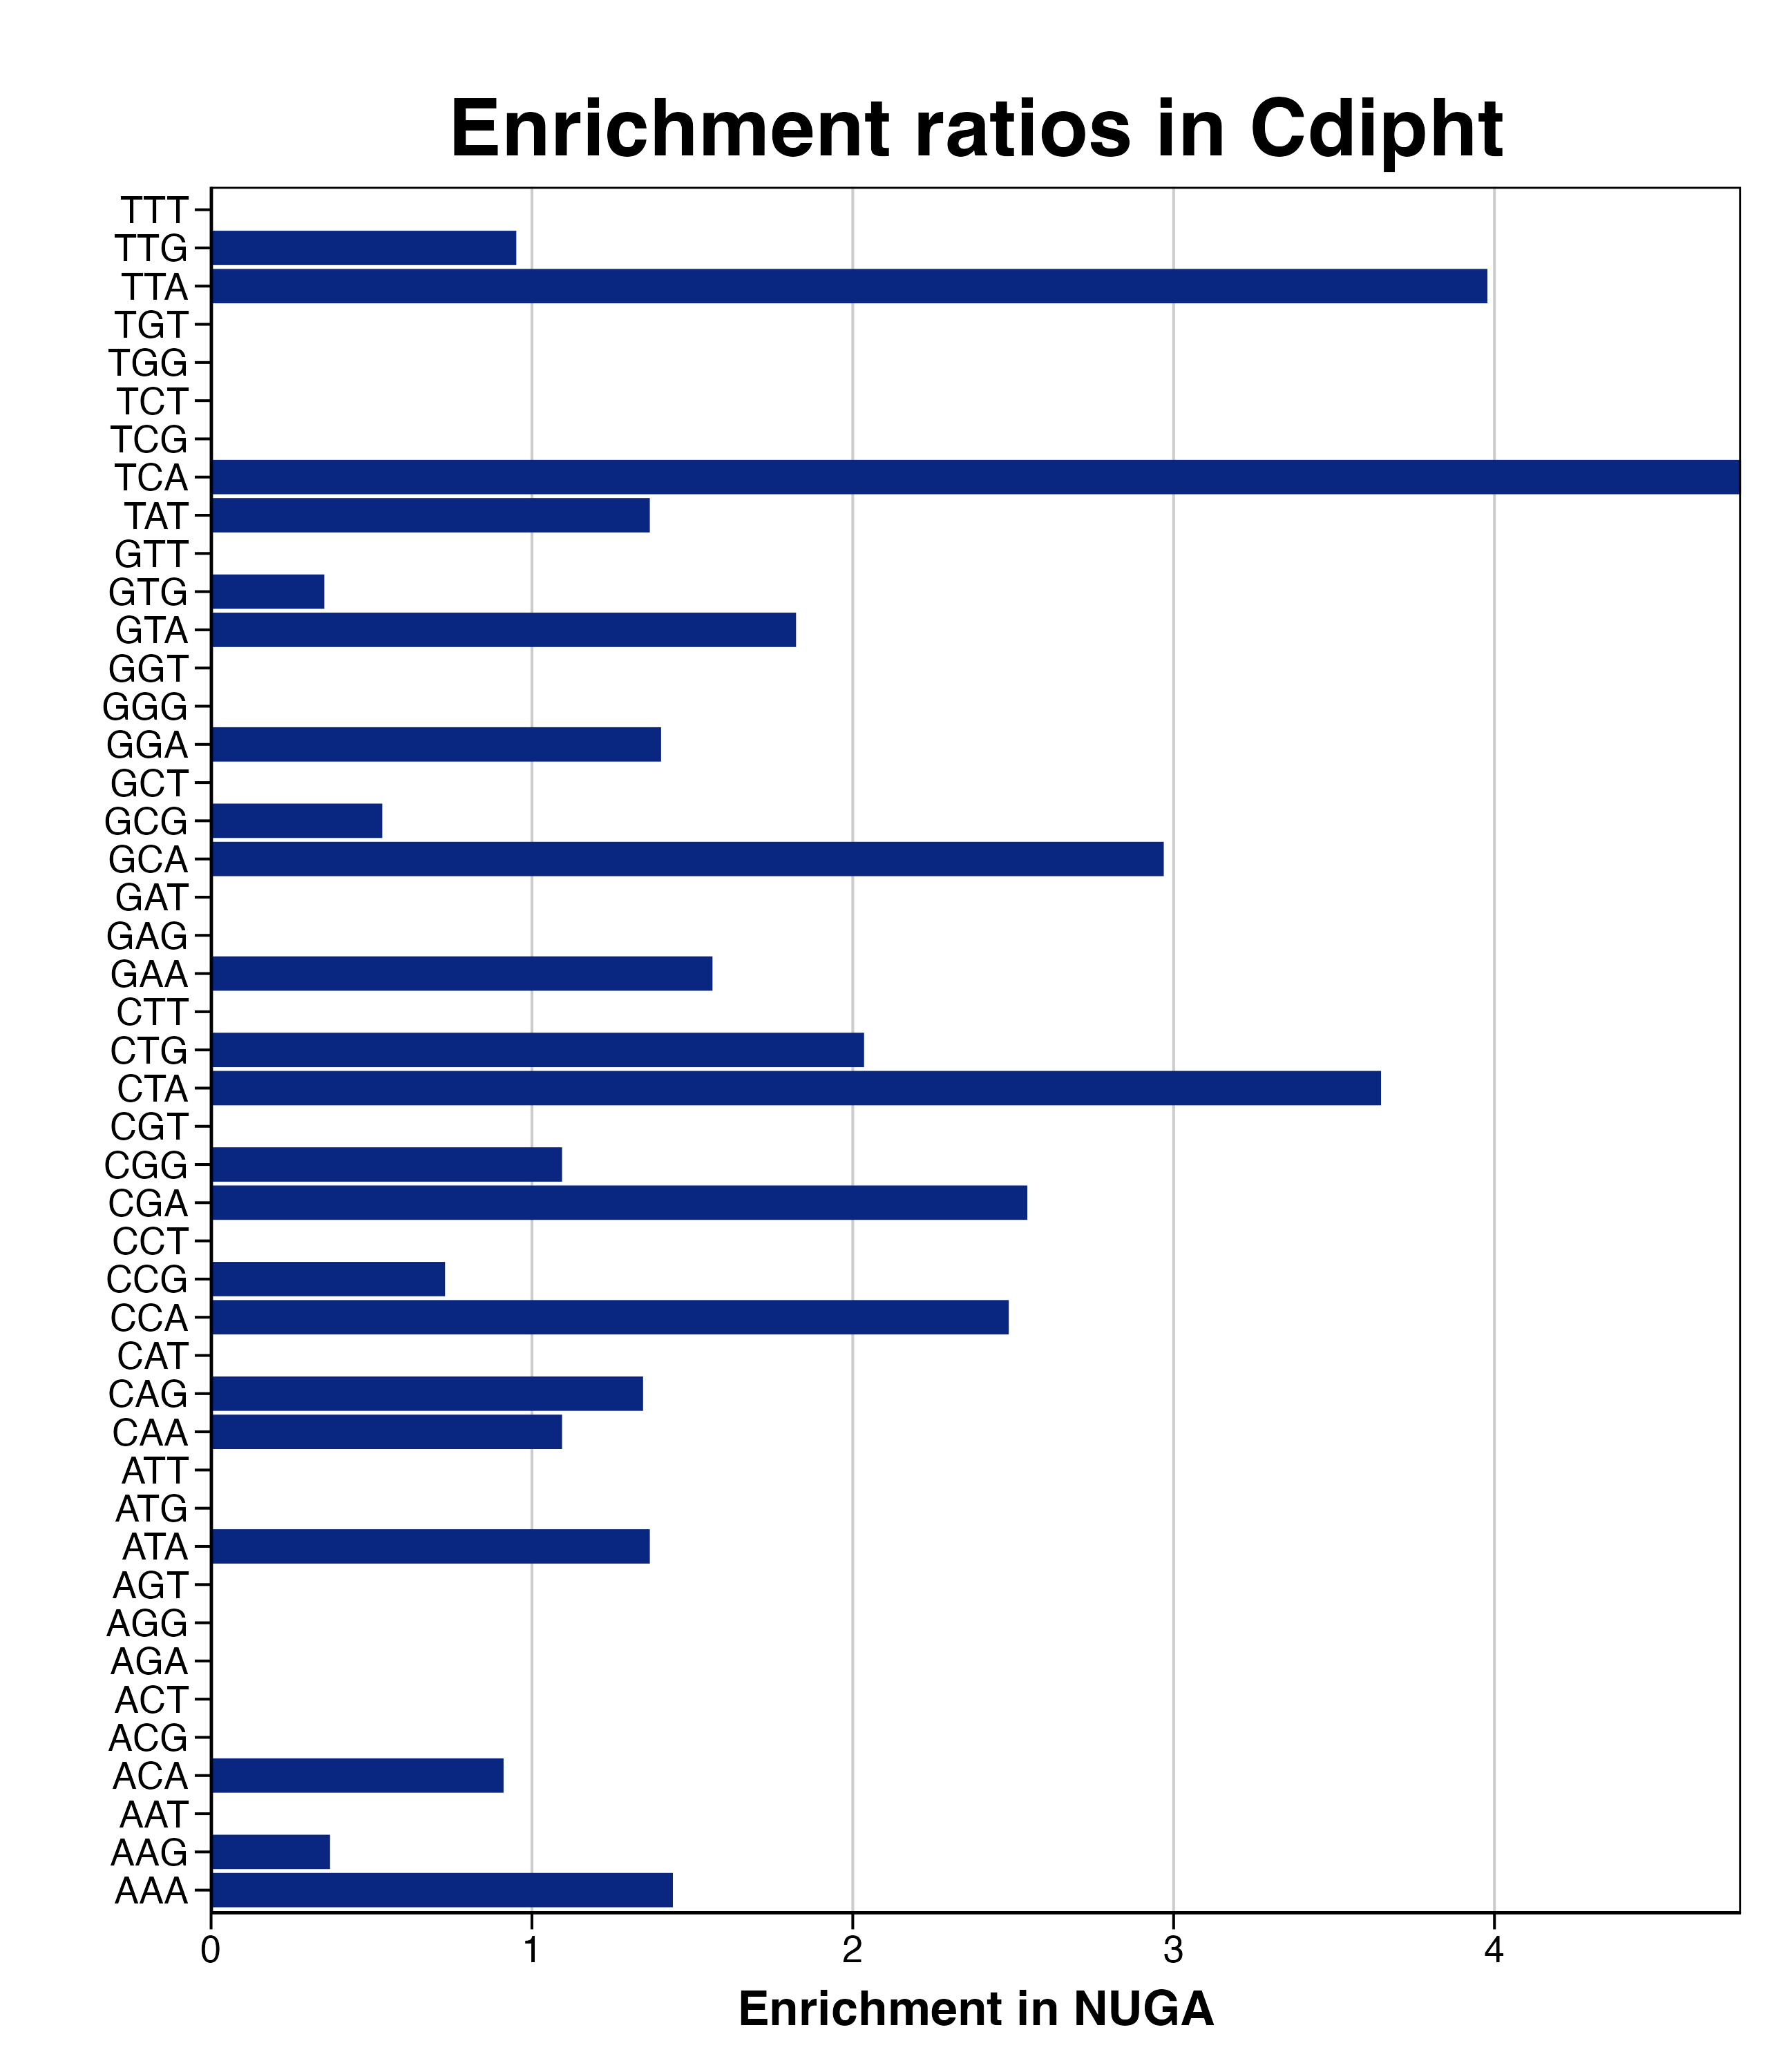 Enrichment ratios in Cdipht
TTT
TTG
TTA
TGT
TGG
TCT
TCG
TCA
TAT
GTT
GTG
GTA
GGT
GGG
GGA
GCT
GCG
GCA
GAT
GAG
GAA
CTT
CTG
CTA
CGT
CGG
CGA
CCT
CCG
CCA
CAT
CAG
CAA
ATT
ATG
ATA
AGT
AGG
AGA
ACT
ACG
ACA
AAT
AAG
AAA
0 1 2 3 4
Enrichment in NUGA